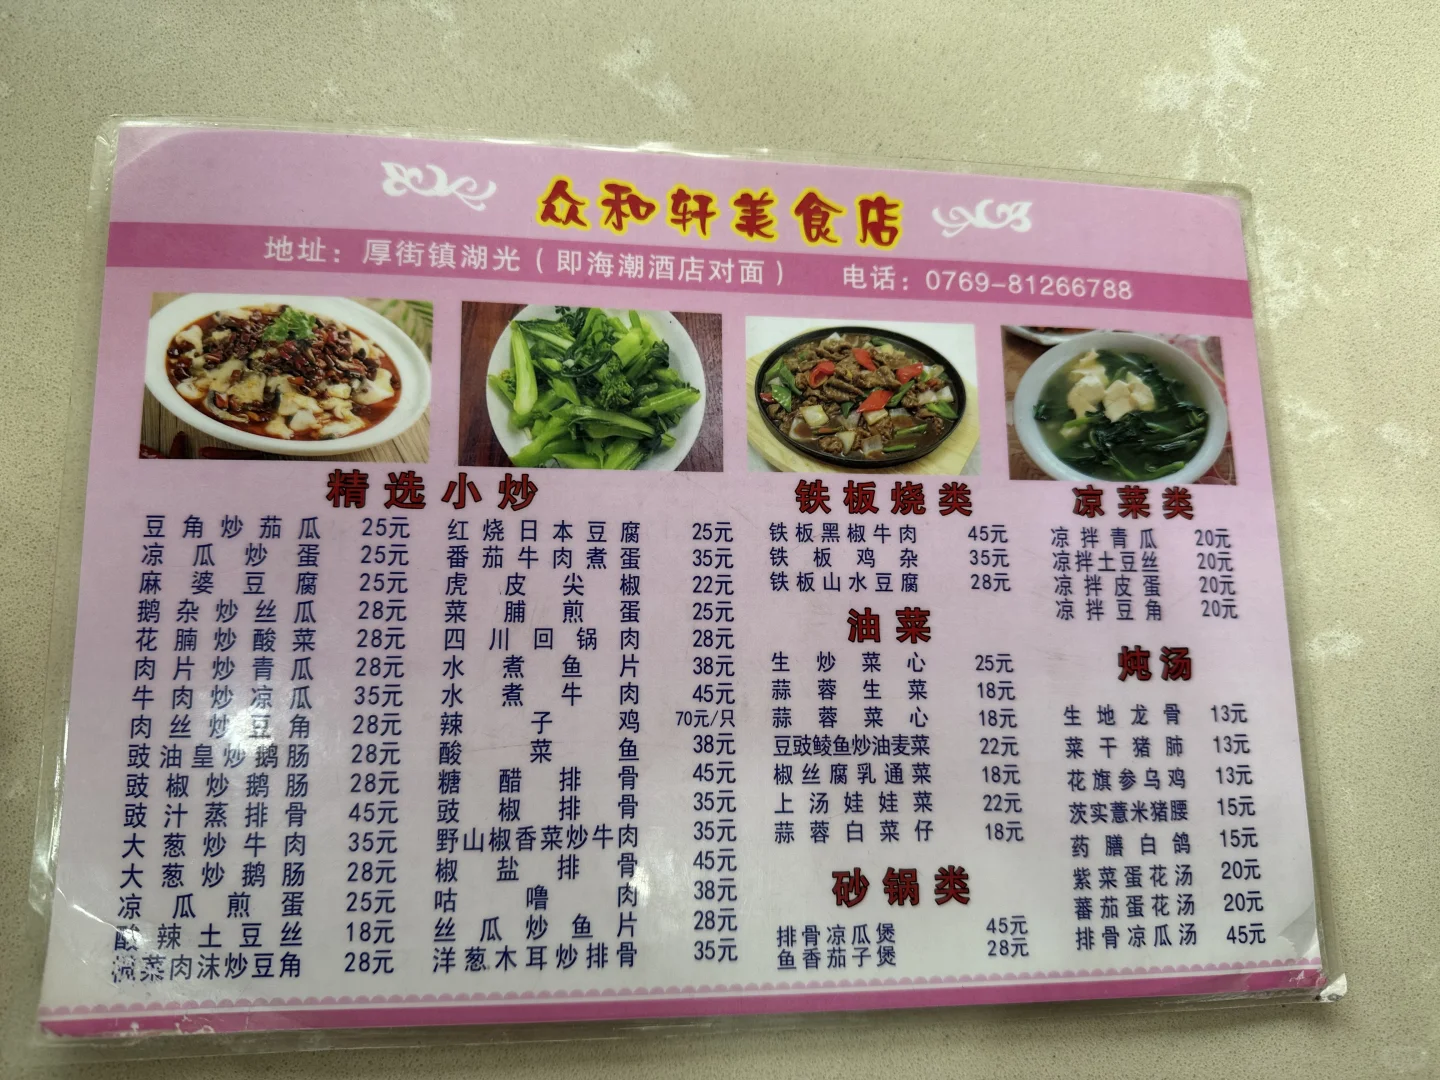 众和轩美食店
地址：厚街镇湖光（即海潮酒店对面） 电话：0769-81266788
精选小炒
豆角炒茄瓜 25元
凉瓜炒蛋 25元
麻婆豆腐 25元
鹅杂炒丝瓜 28元
花腩炒酸菜 28元
肉片炒青瓜 28元
牛肉炒凉瓜 35元
肉丝炒豆角 28元
豉油皇炒鹅肠 28元
豉椒炒鹅肠 28元
豉汁蒸排骨 45元
大葱炒牛肉 35元
大葱炒鹅肠 28元
凉瓜煎蛋 25元
酸辣土豆丝 18元
菜肉沫炒豆角 28元
红烧日本豆腐 25元
番茄牛肉煮蛋 35元
虎皮尖椒 22元
菜脯煎蛋 25元
四川回锅肉 28元
水煮鱼片 38元
水煮牛肉 45元
辣子鸡 70元/只
酸菜鱼 38元
糖醋排骨 45元
豉椒排骨 35元
野山椒香菜炒牛肉 35元
椒盐排骨 45元
咕噜肉 38元
丝瓜炒鱼片 28元
洋葱木耳炒排骨 35元
铁板烧类
铁板黑椒牛肉 45元
铁板鸡杂 35元
铁板山水豆腐 28元
油菜
生炒菜心 25元
蒜蓉生菜 18元
蒜蓉菜心 18元
豆豉鲮鱼炒油麦菜 22元
椒丝腐乳通菜 18元
上汤娃娃菜 22元
蒜蓉白菜仔 18元
砂锅类
排骨凉瓜煲 45元
鱼香茄子煲 28元
凉菜类
凉拌青瓜 20元
凉拌土豆丝 20元
凉拌皮蛋 20元
凉拌豆角 20元
炖汤
生地龙骨 13元
菜干猪肺 13元
花旗参乌鸡 13元
茨实薏米猪腰 15元
药膳白鸽 15元
紫菜蛋花汤 20元
蕃茄蛋花汤 20元
排骨凉瓜汤 45元